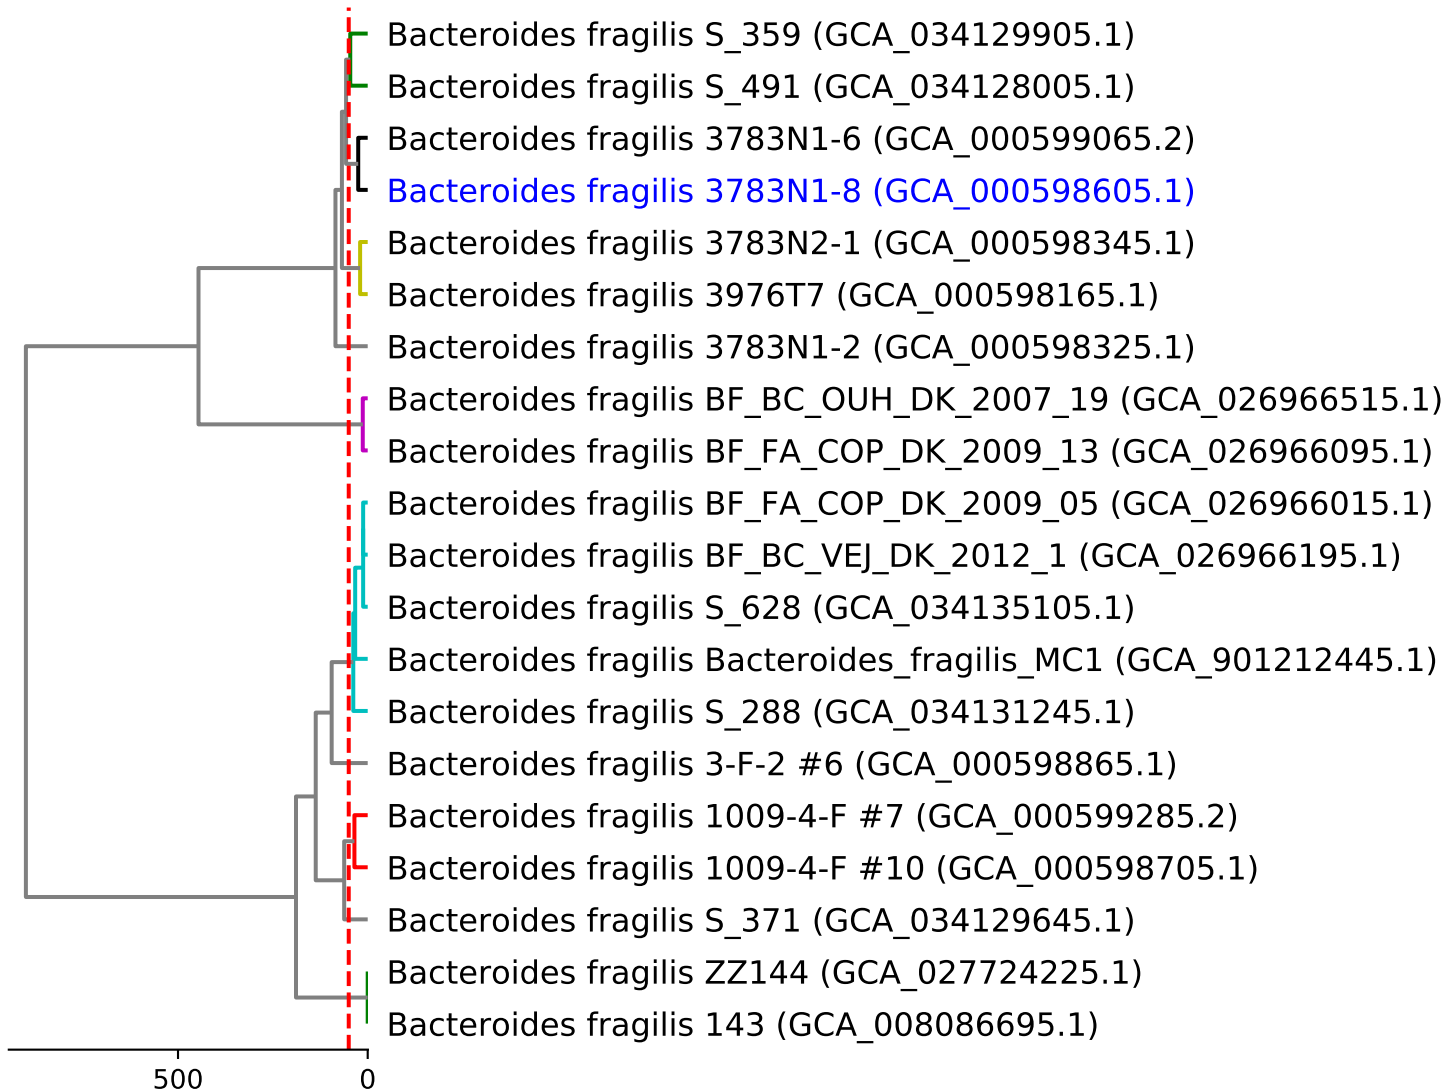 Bacteroides fragilis S_359 (GCA_034129905.1)
Bacteroides fragilis S_491 (GCA_034128005.1)
Bacteroides fragilis 3783N1-6 (GCA_000599065.2)
Bacteroides fragilis 3783N1-8 (GCA_000598605.1)
Bacteroides fragilis 3783N2-1 (GCA_000598345.1)
Bacteroides fragilis 3976T7 (GCA_000598165.1)
Bacteroides fragilis 3783N1-2 (GCA_000598325.1)
Bacteroides fragilis BF_BC_OUH_DK_2007_19 (GCA_026966515.1)
Bacteroides fragilis BF_FA_COP_DK_2009_13 (GCA_026966095.1)
Bacteroides fragilis BF_FA_COP_DK_2009_05 (GCA_026966015.1)
Bacteroides fragilis BF_BC_VEJ_DK_2012_1 (GCA_026966195.1)
Bacteroides fragilis S_628 (GCA_034135105.1)
Bacteroides fragilis Bacteroides_fragilis_MC1 (GCA_901212445.1)
Bacteroides fragilis S_288 (GCA_034131245.1)
Bacteroides fragilis 3-F-2 #6 (GCA_000598865.1)
Bacteroides fragilis 1009-4-F #7 (GCA_000599285.2)
Bacteroides fragilis 1009-4-F #10 (GCA_000598705.1)
Bacteroides fragilis S_371 (GCA_034129645.1)
Bacteroides fragilis ZZ144 (GCA_027724225.1)
Bacteroides fragilis 143 (GCA_008086695.1)
500 0